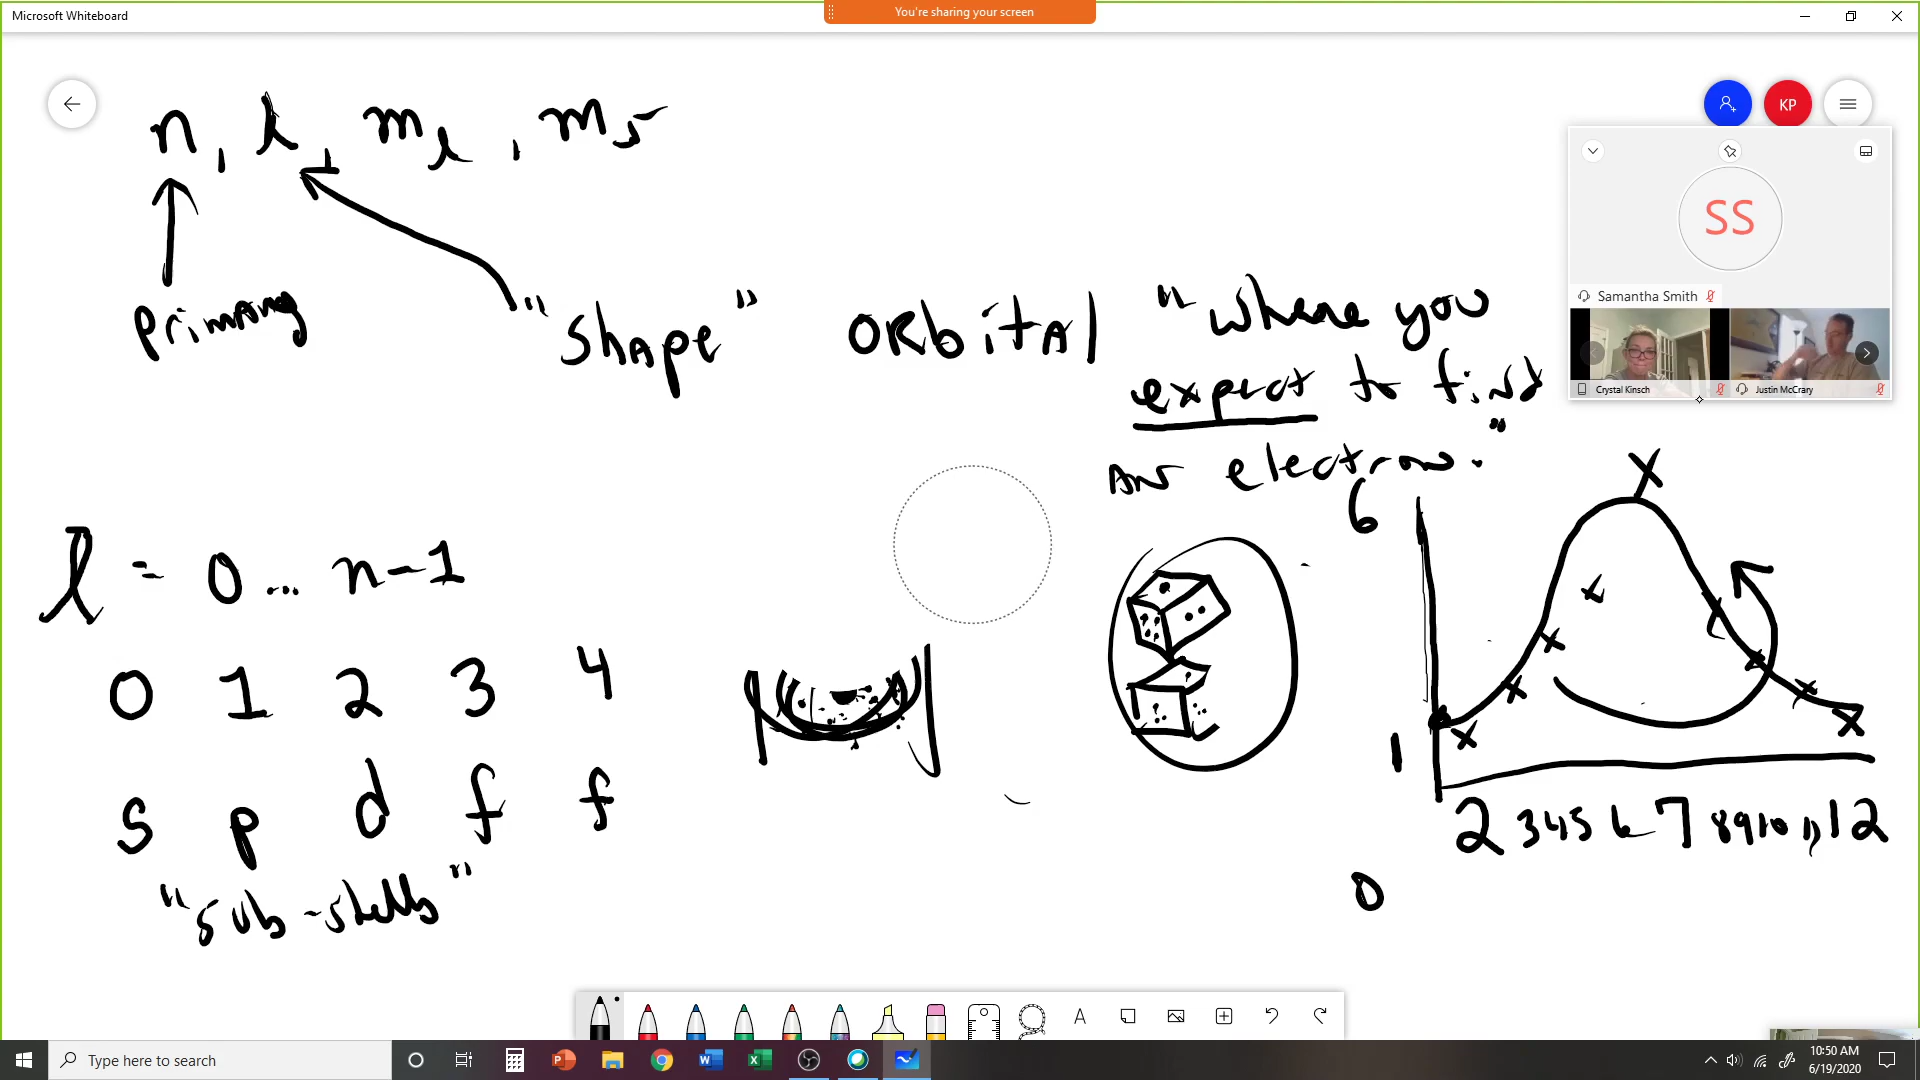 Microsoft Whiteboard
You're sharing your screen
n, l, mₗ, mₛ
KP
SS
Samantha Smith
Crystal Kinsch
Justin McCrary
primary
"shape" orbital "where you
expect to find
an electron."
l = 0 ... n-1
0 1 2 3 4
s p d f f
"sub-shells"
6
1
2 3 4 5 6 7 8 9 10 11 12
0
Type here to search
10:50 AM
6/19/2020